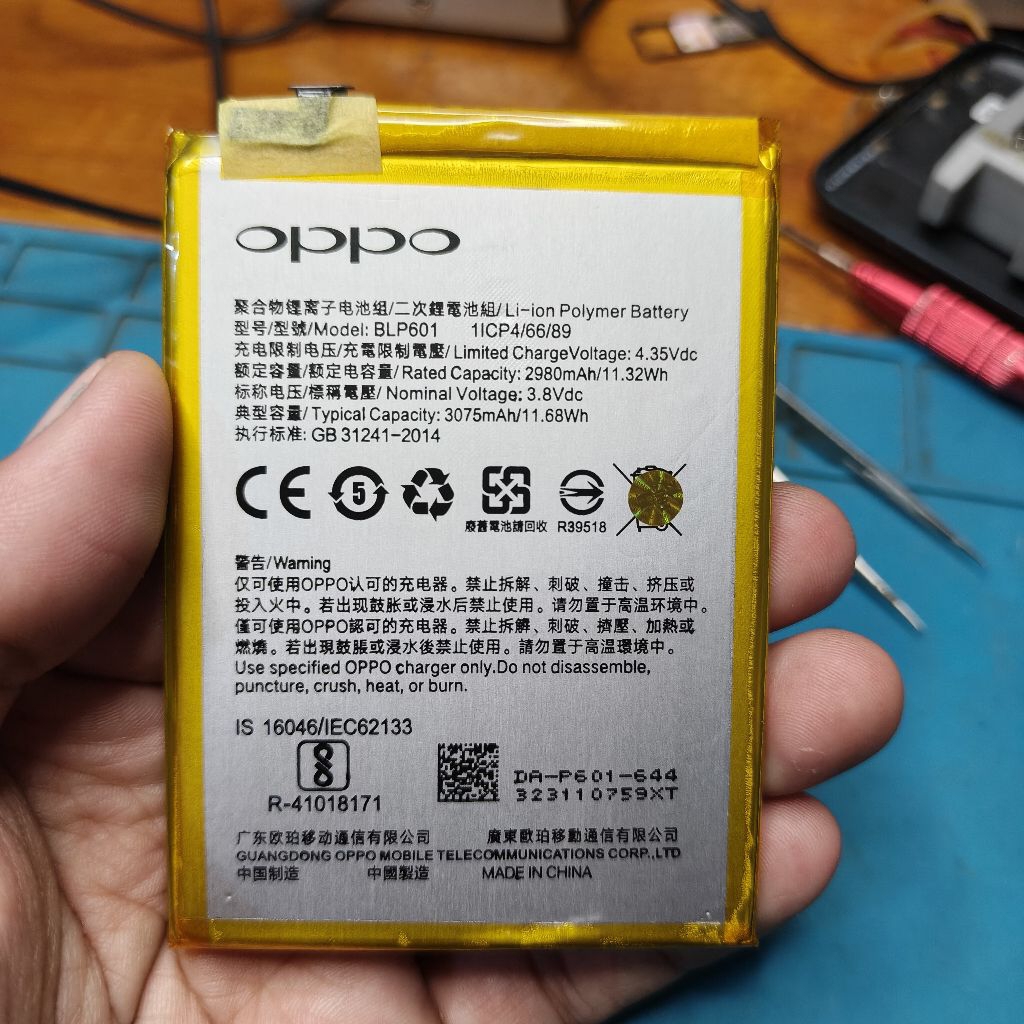 oppo
聚合物锂离子电池组/二次鋰電池組/Li-ion Polymer Battery
型号/型號/Model: BLP601 1ICP4/66/89
充电限制电压/充電限制電壓/ Limited ChargeVoltage: 4.35Vdc
额定容量/額定电容量/ Rated Capacity: 2980mAh/11.32Wh
标称电压/標稱電壓/ Nominal Voltage: 3.8Vdc
典型容量/ Typical Capacity: 3075mAh/11.68Wh
执行标准: GB 31241-2014
CE 5
廢舊電池請回收 R39518
警告/Warning
仅可使用OPPO认可的充电器。禁止拆解、刺破、撞击、挤压或
投入火中。若出现鼓胀或浸水后禁止使用。请勿置于高温环境中。
僅可使用OPPO認可的充電器。禁止拆解、刺破、擠壓、加熱或
燃燒。若出現鼓脹或浸水後禁止使用。請勿置于高溫環境中。
Use specified OPPO charger only.Do not disassemble,
puncture, crush, heat, or burn.
IS 16046/IEC62133
R-41018171
DA-P601-644
323110759XT
广东欧珀移动通信有限公司 廣東歐珀移動通信有限公司
GUANGDONG OPPO MOBILE TELECOMMUNICATIONS CORP.,LTD
中国制造 中國製造 MADE IN CHINA